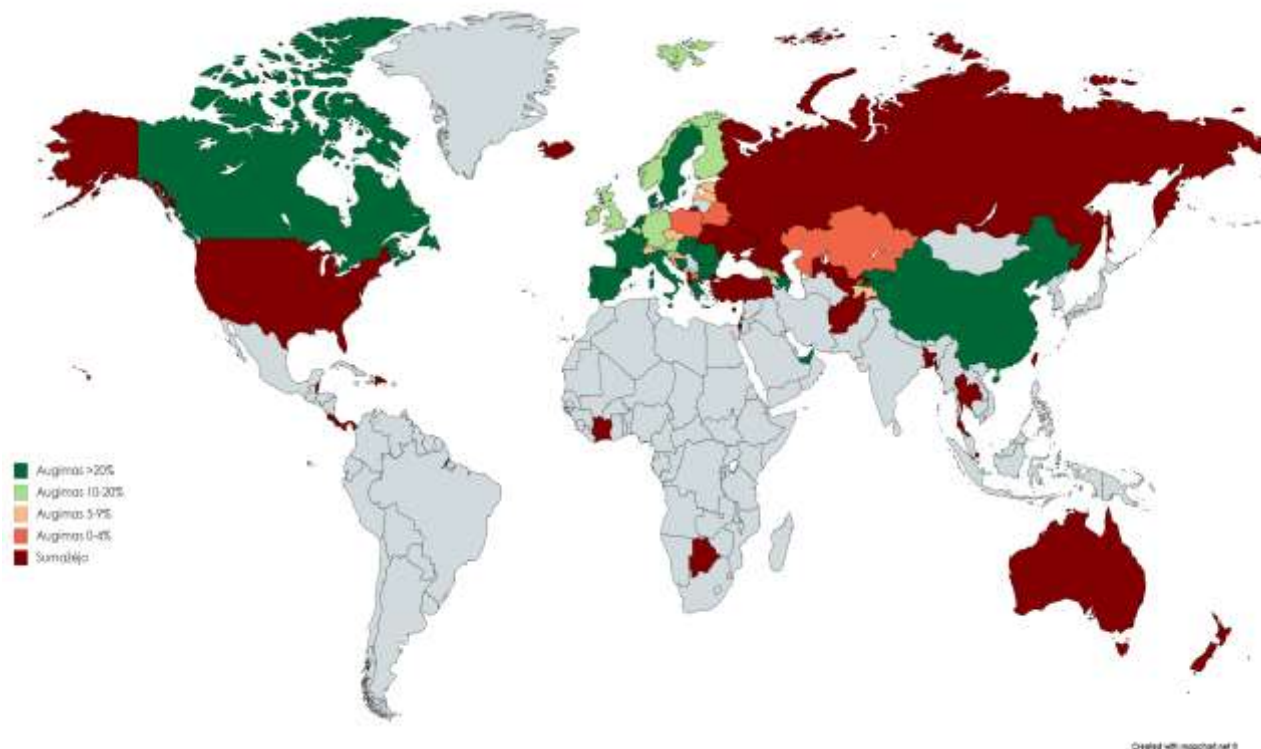 Augimas >20%
Augimas 10-20%
Augimas 5-9%
Augimas 0-4%
Sumažėjo
Created with mapchart.net ©